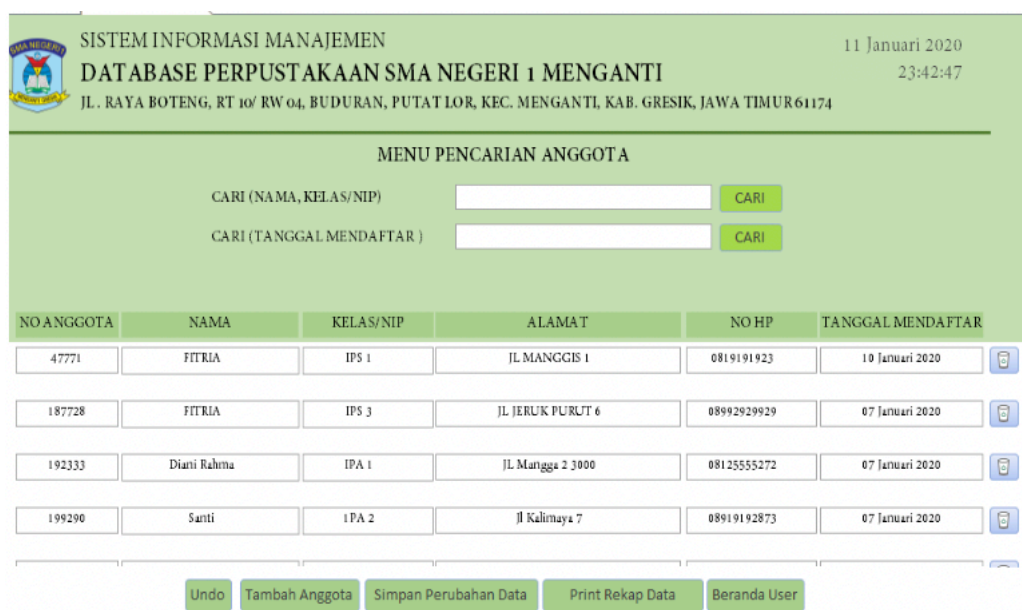 SMA NEGERI 1
MENGANTI GRESIK
SISTEM INFORMASI MANAJEMEN
DATABASE PERPUSTAKAAN SMA NEGERI 1 MENGANTI
JL. RAYA BOTENG, RT 10/ RW 04, BUDURAN, PUTAT LOR, KEC. MENGANTI, KAB. GRESIK, JAWA TIMUR 61174
11 Januari 2020
23:42:47
MENU PENCARIAN ANGGOTA
CARI (NAMA, KELAS/NIP) CARI
CARI (TANGGAL MENDAFTAR ) CARI
NO ANGGOTA NAMA KELAS/NIP ALAMAT NO HP TANGGAL MENDAFTAR
47771 FITRIA IPS 1 JL MANGGIS 1 0819191923 10 Januari 2020
187728 FITRIA IPS 3 JL JERUK PURUT 6 08992929929 07 Januari 2020
192333 Diani Rahma IPA 1 JL Mangga 2 3000 08125555272 07 Januari 2020
199290 Santi IPA 2 Jl Kalimaya 7 08919192873 07 Januari 2020
Undo Tambah Anggota Simpan Perubahan Data Print Rekap Data Beranda User